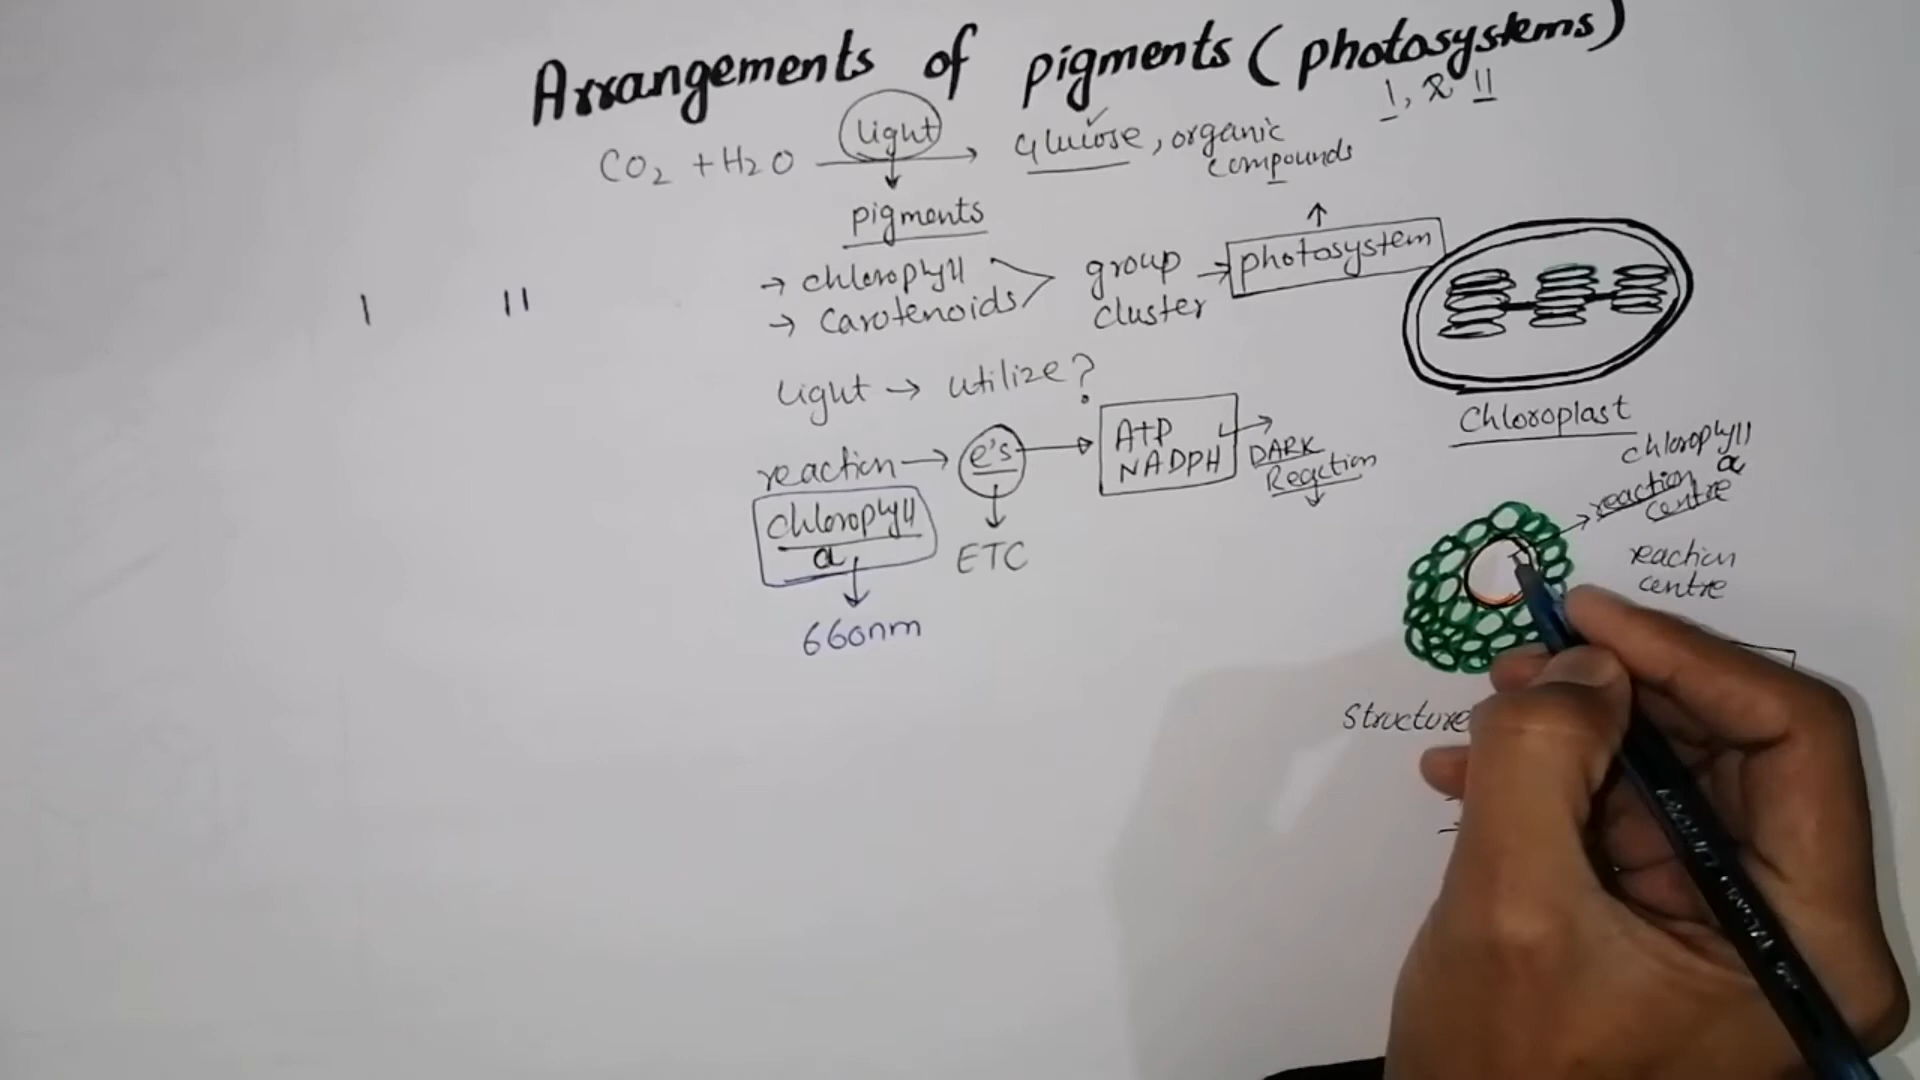 Arrangements of pigments (photosystems)
I, & II
CO2 + H2O light → Glucose, organic
compounds
pigments
→ chlorophyll
→ carotenoids
group
cluster
→ photosystem
I II
light → utilize?
reaction → e's → ATP
NADPH
DARK
Reaction
chlorophyll
a
ETC
660nm
Chloroplast
chlorophyll
a
reaction
centre
reaction
centre
Structure